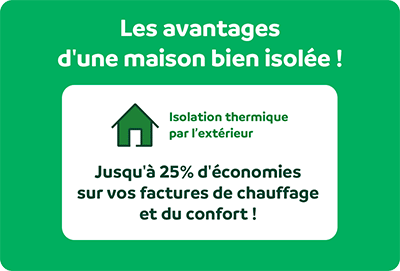 Les avantages
d'une maison bien isolée !
Isolation thermique
par l'extérieur
Jusqu'à 25% d'économies
sur vos factures de chauffage
et du confort !